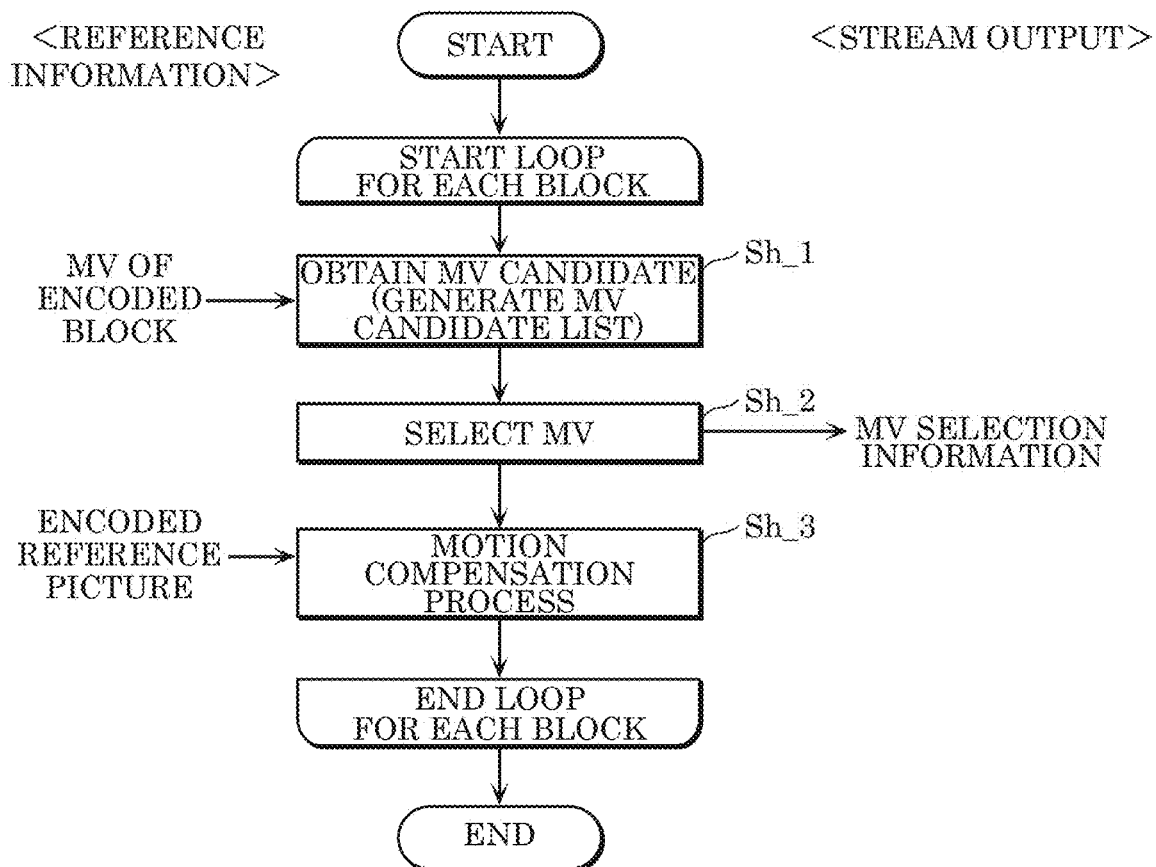 <REFERENCE
INFORMATION>
START
<STREAM OUTPUT>
START LOOP
FOR EACH BLOCK
MV OF
ENCODED
BLOCK
OBTAIN MV CANDIDATE
(GENERATE MV
CANDIDATE LIST)
Sh_1
SELECT MV
Sh_2
MV SELECTION
INFORMATION
ENCODED
REFERENCE
PICTURE
MOTION
COMPENSATION
PROCESS
Sh_3
END LOOP
FOR EACH BLOCK
END